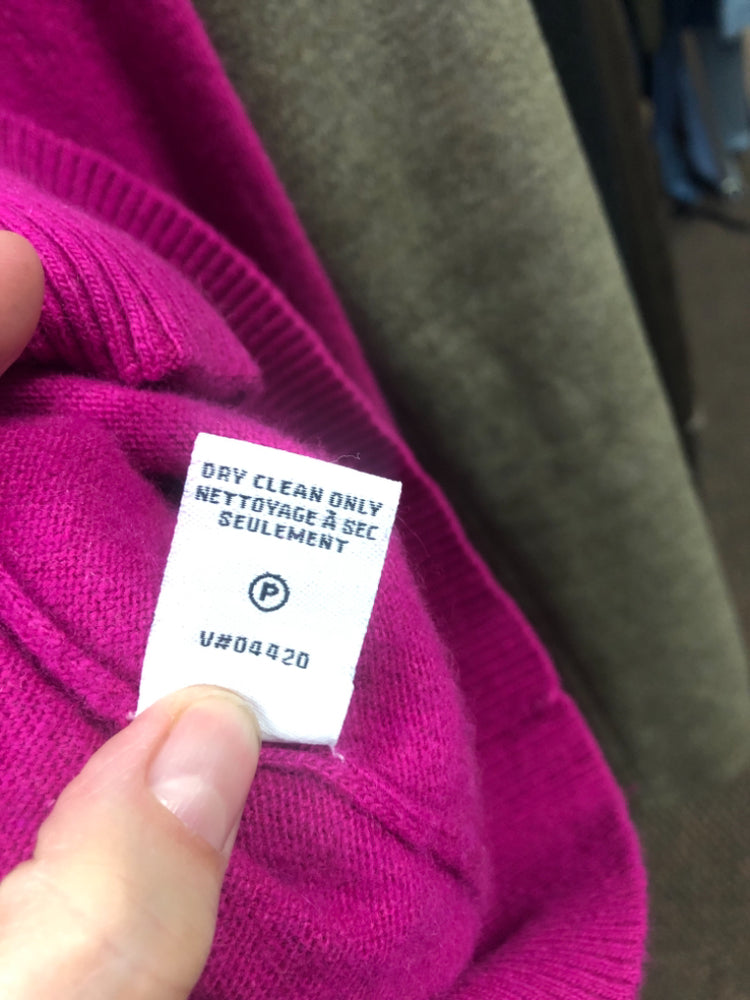 DRY CLEAN ONLY
NETTOYAGE À SEC
SEULEMENT
P
V#04420